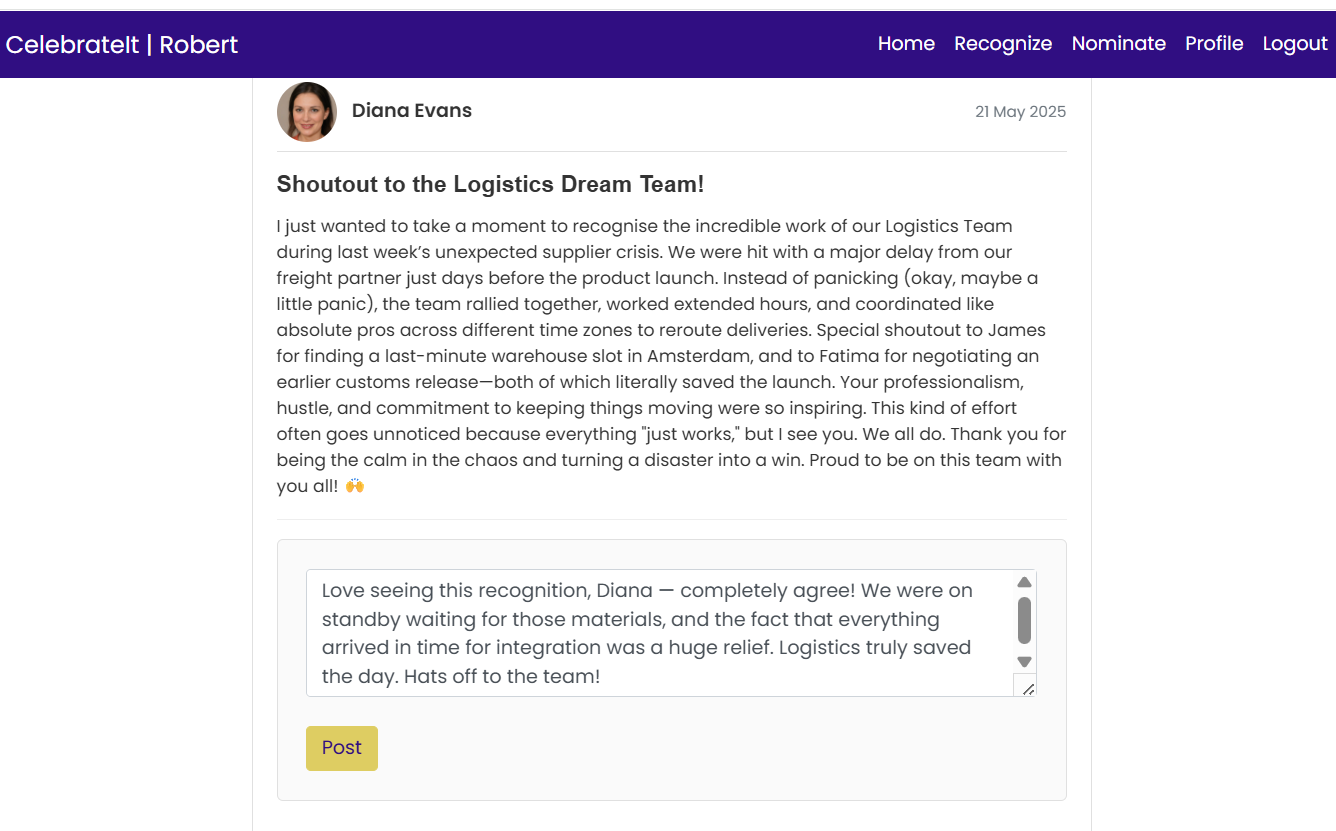 CelebrateIt | Robert
Home Recognize Nominate Profile Logout
Diana Evans
21 May 2025
Shoutout to the Logistics Dream Team!
I just wanted to take a moment to recognise the incredible work of our Logistics Team
during last week’s unexpected supplier crisis. We were hit with a major delay from our
freight partner just days before the product launch. Instead of panicking (okay, maybe a
little panic), the team rallied together, worked extended hours, and coordinated like
absolute pros across different time zones to reroute deliveries. Special shoutout to James
for finding a last-minute warehouse slot in Amsterdam, and to Fatima for negotiating an
earlier customs release—both of which literally saved the launch. Your professionalism,
hustle, and commitment to keeping things moving were so inspiring. This kind of effort
often goes unnoticed because everything "just works," but I see you. We all do. Thank you for
being the calm in the chaos and turning a disaster into a win. Proud to be on this team with
you all! 🙌
Love seeing this recognition, Diana — completely agree! We were on
standby waiting for those materials, and the fact that everything
arrived in time for integration was a huge relief. Logistics truly saved
the day. Hats off to the team!
Post